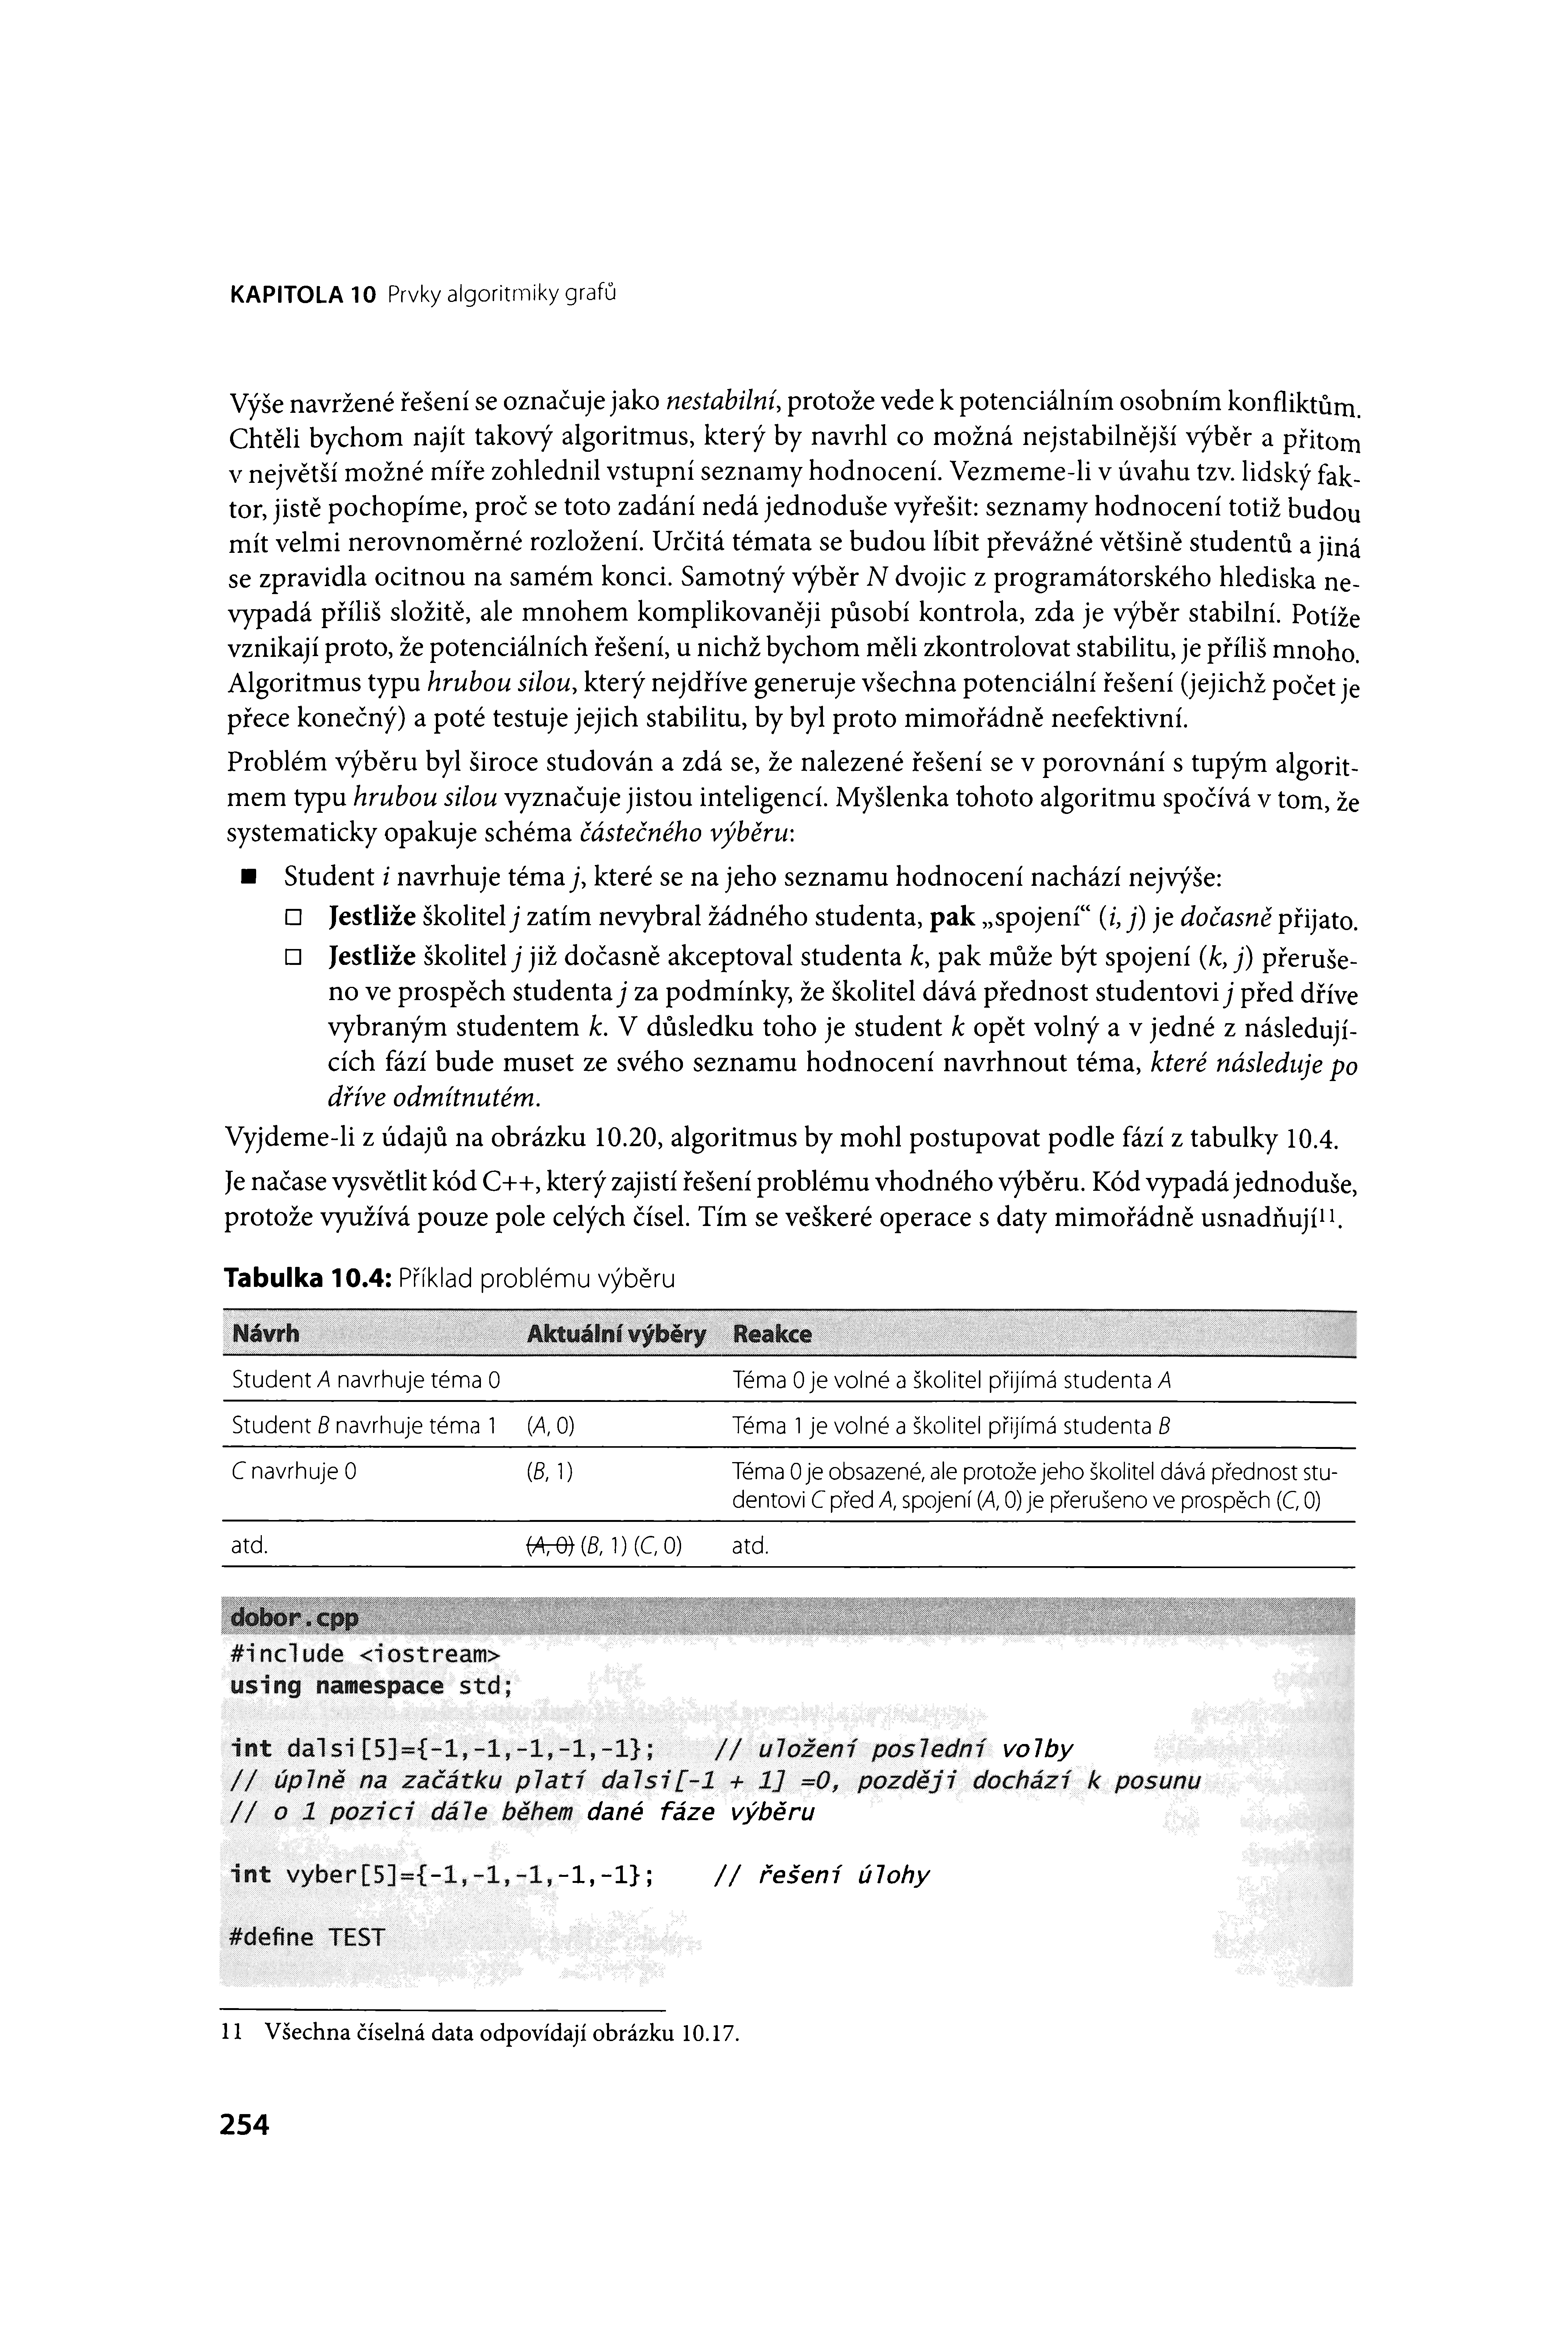 KAPITOLA 10 Prvky algoritmiky grafů
Výše navržené řešení se označuje jako nestabilní, protože vede k potenciálním osobním konfliktům.
Chtěli bychom najít takový algoritmus, který by navrhl co možná nejstabilnější výběr a přitom
v největší možné míře zohlednil vstupní seznamy hodnocení. Vezmeme-li v úvahu tzv. lidský fak-
tor, jistě pochopíme, proč se toto zadání nedá jednoduše vyřešit: seznamy hodnocení totiž budou
mít velmi nerovnoměrné rozložení. Určitá témata se budou líbit převážné většině studentů a jiná
se zpravidla ocitnou na samém konci. Samotný výběr N dvojic z programátorského hlediska ne-
vypadá příliš složitě, ale mnohem komplikovaněji působí kontrola, zda je výběr stabilní. Potíže
vznikají proto, že potenciálních řešení, u nichž bychom měli zkontrolovat stabilitu, je příliš mnoho.
Algoritmus typu hrubou silou, který nejdříve generuje všechna potenciální řešení (jejichž počet je
přece konečný) a poté testuje jejich stabilitu, by byl proto mimořádně neefektivní.
Problém výběru byl široce studován a zdá se, že nalezené řešení se v porovnání s tupým algorit-
mem typu hrubou silou vyznačuje jistou inteligencí. Myšlenka tohoto algoritmu spočívá v tom, že
systematicky opakuje schéma částečného výběru:
■ Student i navrhuje téma j, které se na jeho seznamu hodnocení nachází nejvýše:
□ Jestliže školitel j zatím nevybral žádného studenta, pak „spojení“ (i, j) je dočasně přijato.
□ Jestliže školitel j již dočasně akceptoval studenta k, pak může být spojení (k, j) přeruše-
no ve prospěch studenta j za podmínky, že školitel dává přednost studentovi j před dříve
vybraným studentem k. V důsledku toho je student k opět volný a v jedné z následují-
cích fází bude muset ze svého seznamu hodnocení navrhnout téma, které následuje po
dříve odmítnutém.
Vyjdeme-li z údajů na obrázku 10.20, algoritmus by mohl postupovat podle fází z tabulky 10.4.
Je načase vysvětlit kód C++, který zajistí řešení problému vhodného výběru. Kód vypadá jednoduše,
protože využívá pouze pole celých čísel. Tím se veškeré operace s daty mimořádně usnadňují11.
Tabulka 10.4: Příklad problému výběru
Návrh Aktuální výběry Reakce
Student A navrhuje téma 0 Téma 0 je volné a školitel přijímá studenta A
Student B navrhuje téma 1 (A, 0) Téma 1 je volné a školitel přijímá studenta B
C navrhuje 0 (B, 1) Téma 0 je obsazené, ale protože jeho školitel dává přednost stu-
dentovi C před A, spojení (A, 0) je přerušeno ve prospěch (C, 0)
atd. (A, 0) (B, 1) (C, 0) atd.
dobor.cpp
#include <iostream>
using namespace std;
int dalsi[5]={-1,-1,-1,-1,-1}; // uložení poslední volby
// úplně na začátku platí dalsi[-1 + 1] =0, později dochází k posunu
// o 1 pozici dále během dané fáze výběru
int vyber[5]={-1,-1,-1,-1,-1}; // řešení úlohy
#define TEST
11 Všechna číselná data odpovídají obrázku 10.17.
254